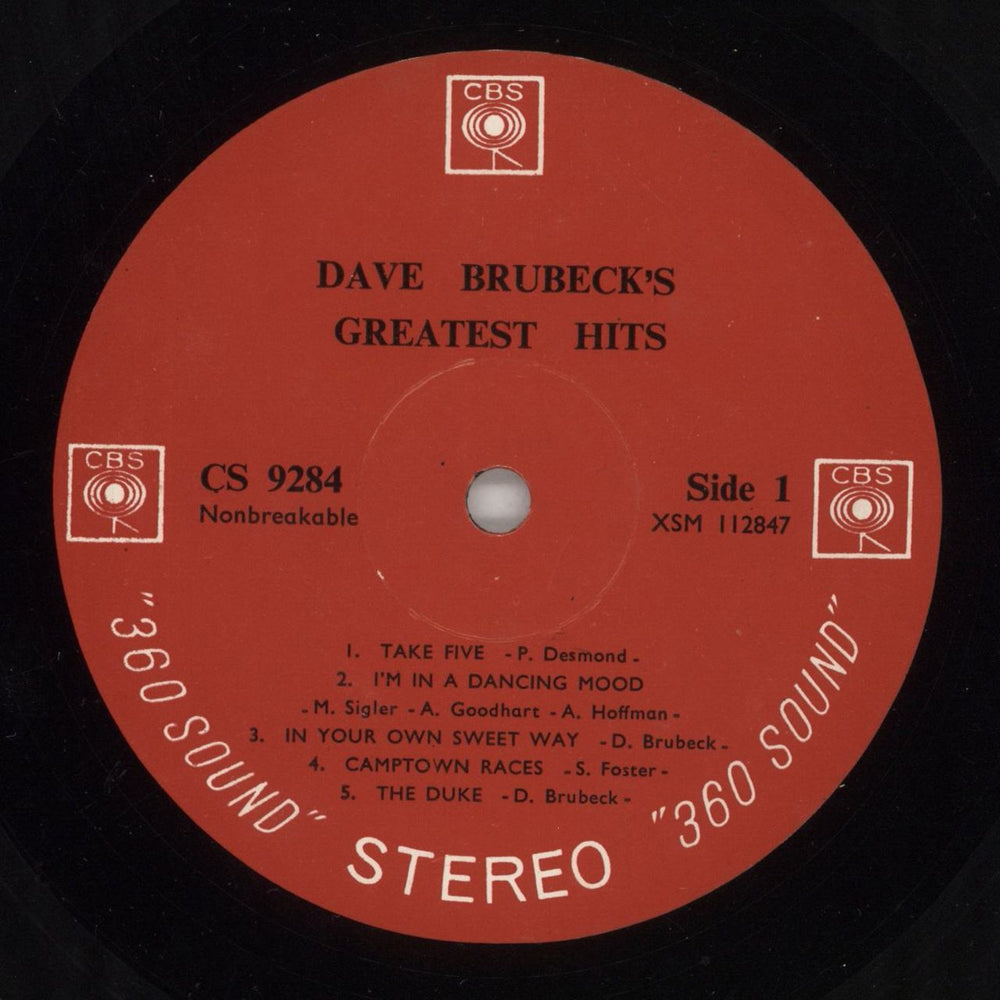 CBS
DAVE BRUBECK'S
GREATEST HITS
CBS
CS 9284
Nonbreakable
Side 1
XSM 112847
CBS
1. TAKE FIVE - P. Desmond -
2. I'M IN A DANCING MOOD
- M. Sigler - A. Goodhart - A. Hoffman -
3. IN YOUR OWN SWEET WAY - D. Brubeck -
4. CAMPTOWN RACES - S. Foster -
5. THE DUKE - D. Brubeck -
"360 SOUND" STEREO "360 SOUND"